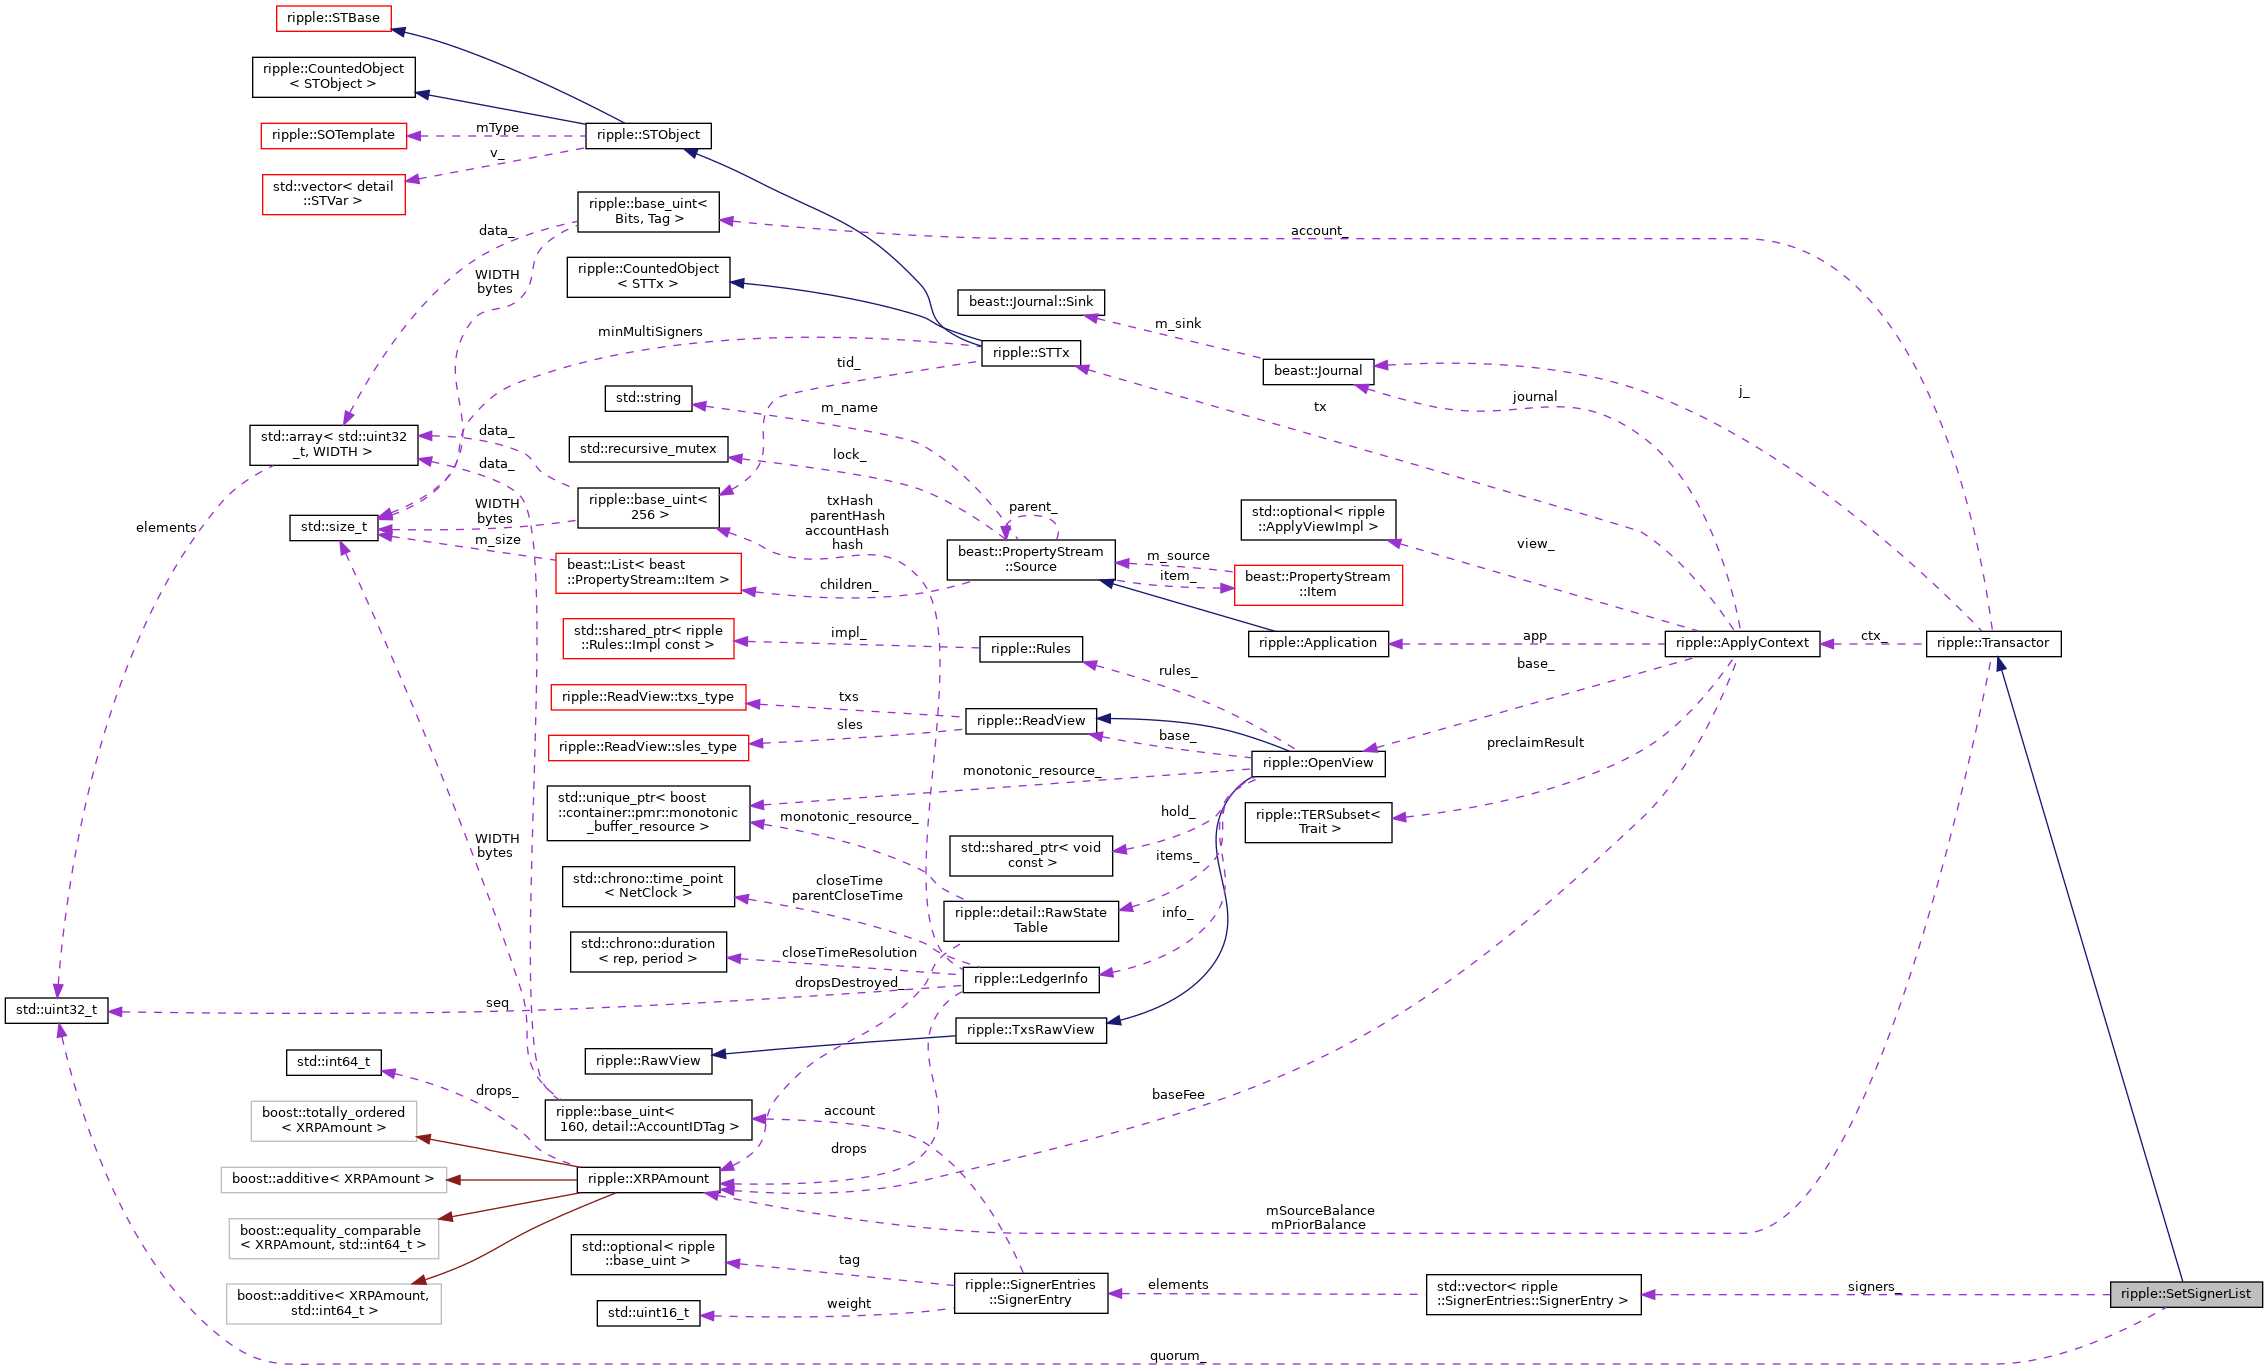 ripple::STBase
ripple::CountedObject
< STObject >
ripple::SOTemplate
mType
ripple::STObject
v_
std::vector< detail
::STVar >
ripple::base_uint<
Bits, Tag >
data_
account_
WIDTH
bytes
ripple::CountedObject
< STTx >
beast::Journal::Sink
m_sink
minMultiSigners
ripple::STTx
tid_
beast::Journal
j_
std::string
m_name
tx
journal
std::array< std::uint32
_t, WIDTH >
data_
data_
std::recursive_mutex
lock_
ripple::base_uint<
256 >
txHash
parentHash
accountHash
hash
parent_
std::optional< ripple
::ApplyViewImpl >
WIDTH
bytes
elements
std::size_t
m_size
view_
beast::PropertyStream
::Source
m_source
item_
beast::List< beast
::PropertyStream::Item >
children_
beast::PropertyStream
::Item
std::shared_ptr< ripple
::Rules::Impl const >
impl_
ripple::Rules
ripple::Application
app
ripple::ApplyContext
ctx_
ripple::Transactor
rules_
base_
ripple::ReadView::txs_type
txs
ripple::ReadView
sles
base_
ripple::ReadView::sles_type
preclaimResult
ripple::OpenView
monotonic_resource_
std::unique_ptr< boost
::container::pmr::monotonic
_buffer_resource >
monotonic_resource_
hold_
ripple::TERSubset<
Trait >
WIDTH
bytes
std::shared_ptr< void
const >
items_
std::chrono::time_point
< NetClock >
closeTime
parentCloseTime
ripple::detail::RawState
Table
info_
std::chrono::duration
< rep, period >
closeTimeResolution
ripple::LedgerInfo
dropsDestroyed_
seq
std::uint32_t
ripple::TxsRawView
ripple::RawView
std::int64_t
drops_
baseFee
boost::totally_ordered
< XRPAmount >
ripple::base_uint<
160, detail::AccountIDTag >
account
drops
boost::additive< XRPAmount >
ripple::XRPAmount
mSourceBalance
mPriorBalance
boost::equality_comparable
< XRPAmount, std::int64_t >
std::optional< ripple
::base_uint >
tag
boost::additive< XRPAmount,
std::int64_t >
std::uint16_t
weight
ripple::SignerEntries
::SignerEntry
elements
std::vector< ripple
::SignerEntries::SignerEntry >
signers_
ripple::SetSignerList
quorum_